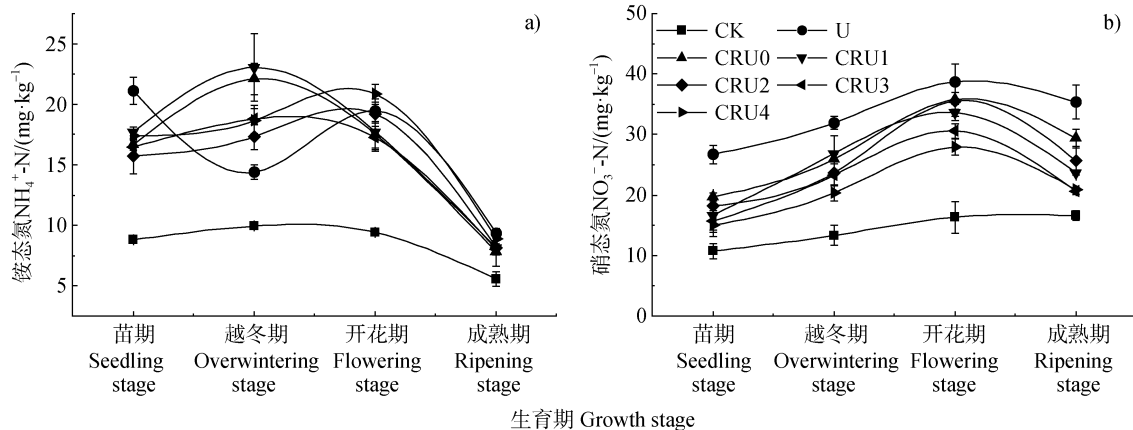 a)
铵态氮NH₄⁺-N/(mg·kg⁻¹)
25
20
15
10
5
苗期 越冬期 开花期 成熟期
Seedling Overwintering Flowering Ripening
stage stage stage stage
b)
硝态氮NO₃⁻-N/(mg·kg⁻¹)
50
40
30
20
10
0
CK U
CRU0 CRU1
CRU2 CRU3
CRU4
苗期 越冬期 开花期 成熟期
Seedling Overwintering Flowering Ripening
stage stage stage stage
生育期 Growth stage